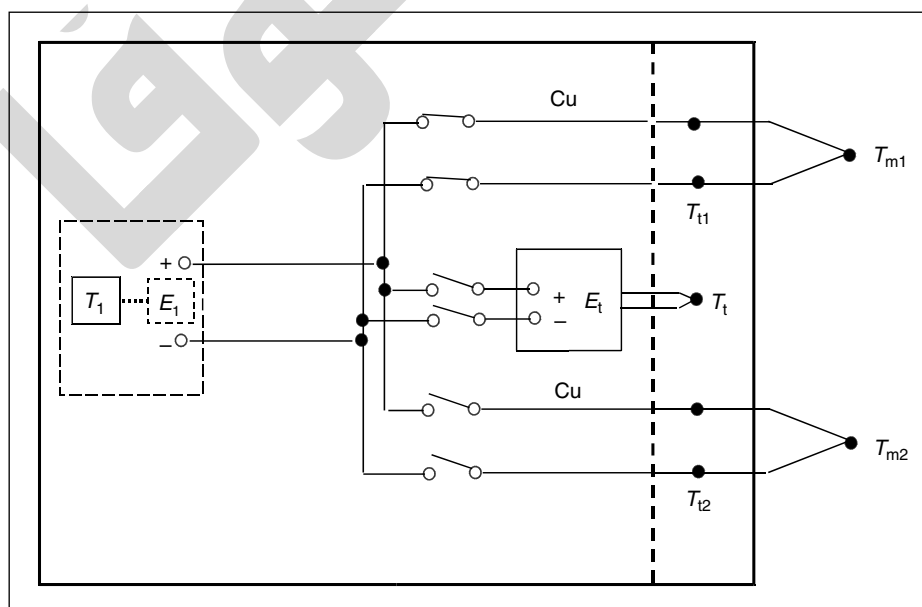 Cu
T_m1
T_t1
+
T_1 E_1
−
+
−
E_t
T_t
Cu
T_m2
T_t2